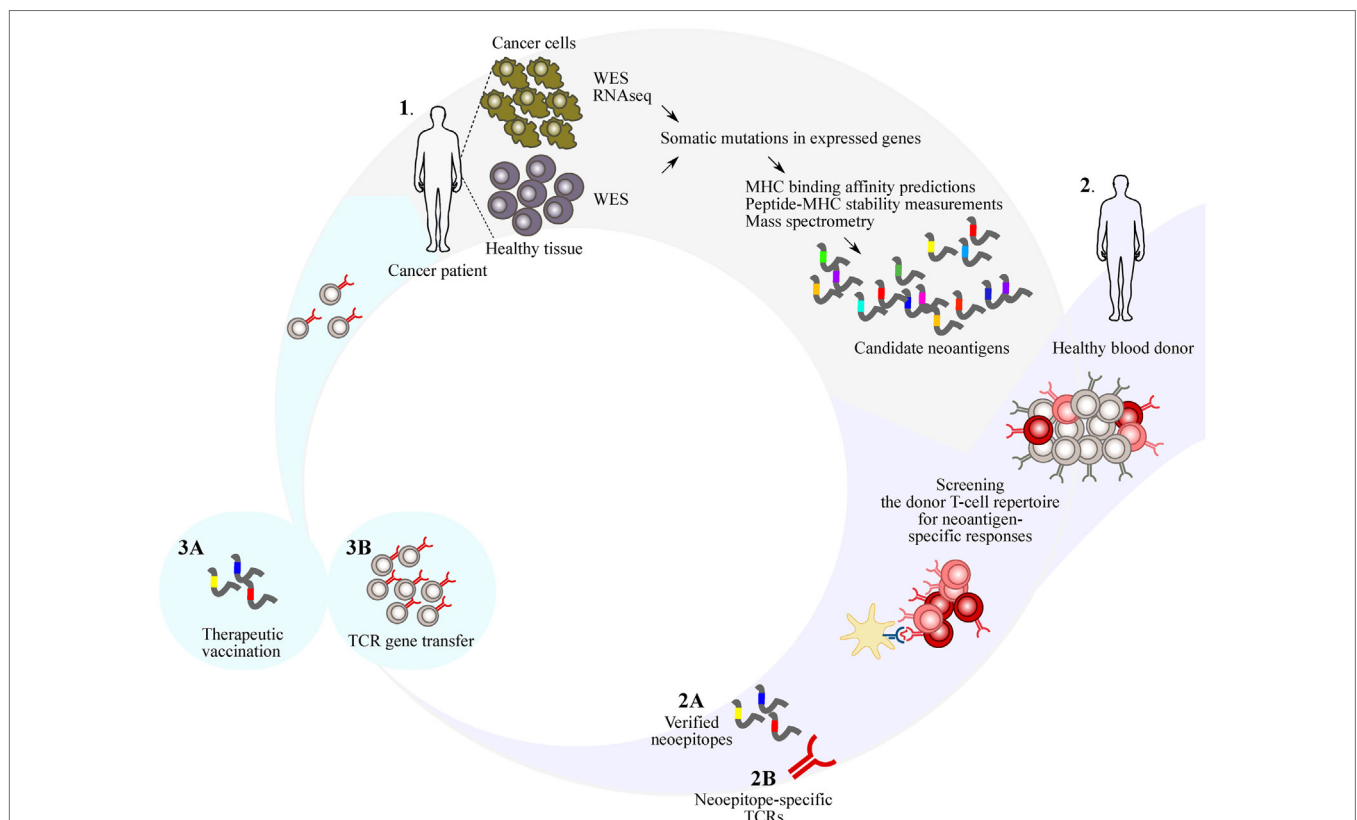 Cancer cells
WES
RNAseq
1.
Somatic mutations in expressed genes
MHC binding affinity predictions
Peptide-MHC stability measurements
Mass spectrometry
2.
WES
Healthy tissue
Cancer patient
Candidate neoantigens
Healthy blood donor
Screening
the donor T-cell repertoire
for neoantigen-
specific responses
3A
Therapeutic
vaccination
3B
TCR gene transfer
2A
Verified
neoepitopes
2B
Neoepitope-specific
TCRs